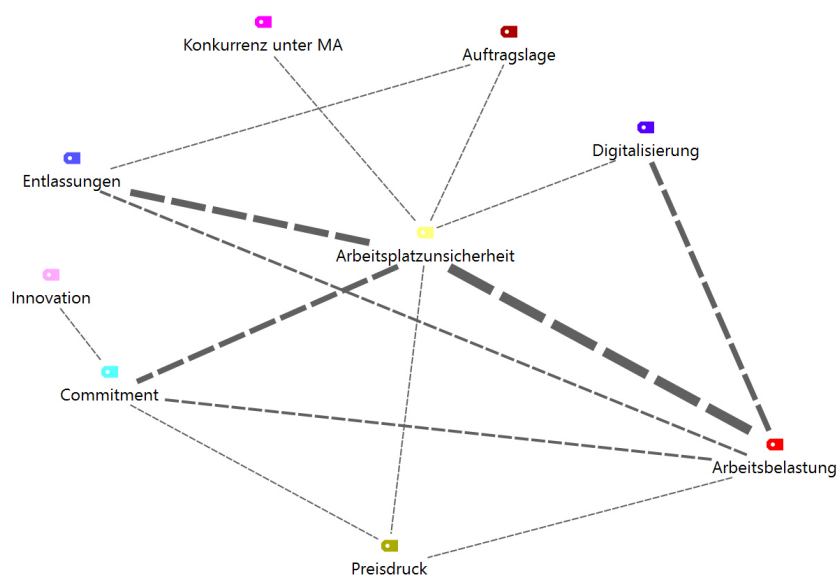 Konkurrenz unter MA
Auftragslage
Digitalisierung
Entlassungen
Arbeitsplatzunsicherheit
Innovation
Commitment
Arbeitsbelastung
Preisdruck